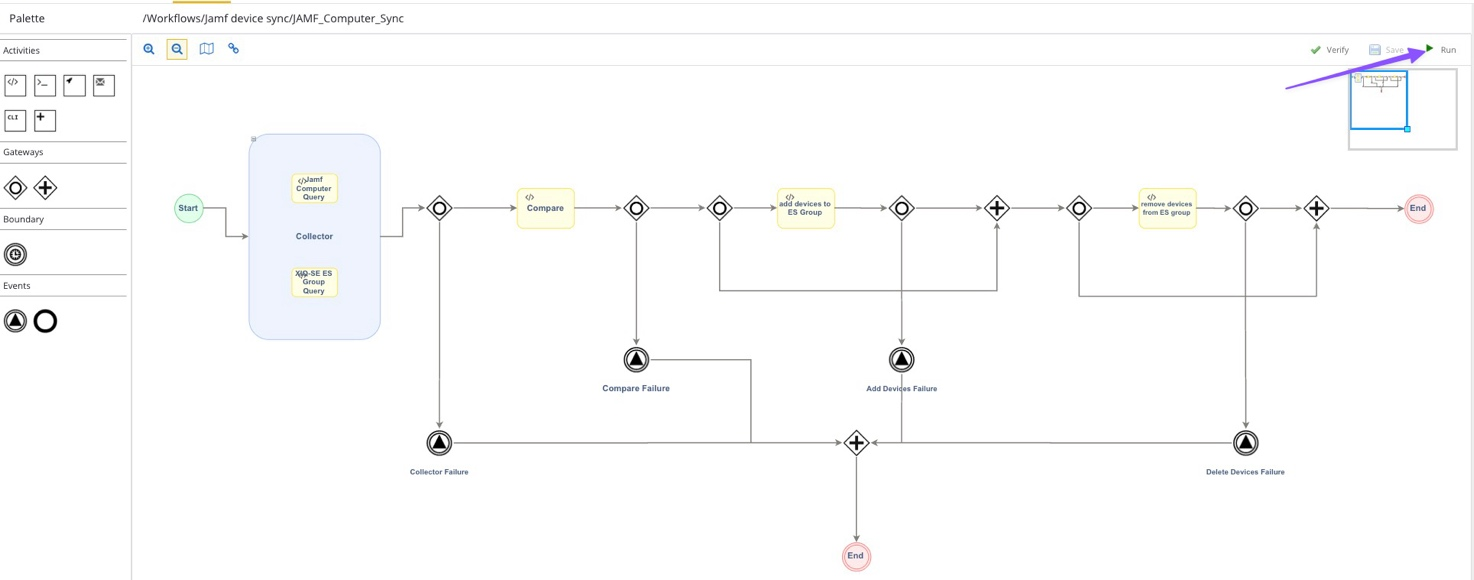 Palette
/Workflows/Jamf device sync/JAMF_Computer_Sync
Activities
Verify
Save
Run
</>
>_
CLI
Gateways
Boundary
Events
Start
</>Jamf
Computer
Query
Collector
XIQ-SE ES
Group
Query
</>
Compare
</>
add devices to
ES Group
</>
remove devices
from ES group
End
Compare Failure
Add Devices Failure
Collector Failure
Delete Devices Failure
End